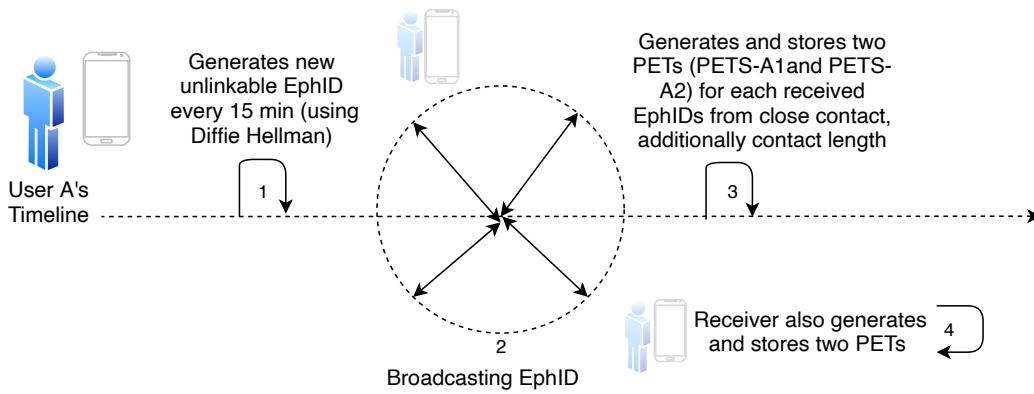 User A's
Timeline
Generates new
unlinkable EphID
every 15 min (using
Diffie Hellman)
1
2
Broadcasting EphID
Generates and stores two
PETs (PETS-A1and PETS-
A2) for each received
EphIDs from close contact,
additionally contact length
3
Receiver also generates
and stores two PETs
4